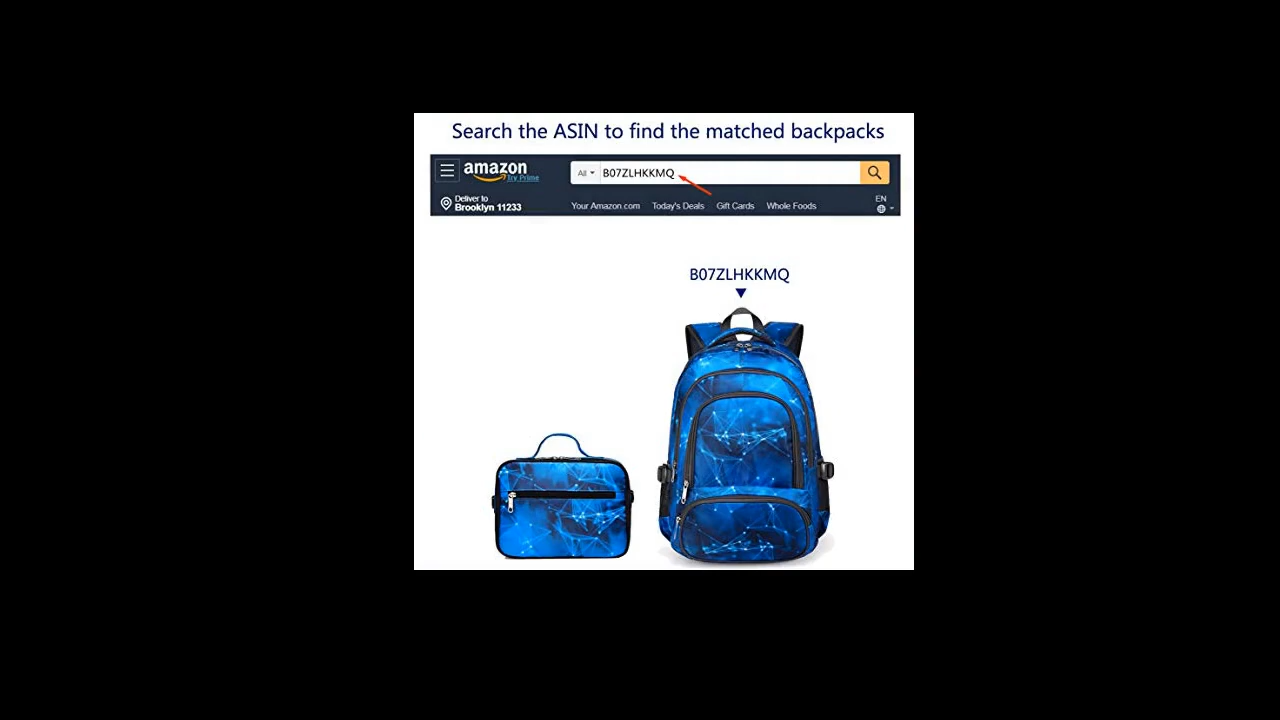 Search the ASIN to find the matched backpacks
amazon
Try Prime
All
B07ZLHKKMQ
Deliver to
Brooklyn 11233
Your Amazon.com Today's Deals Gift Cards Whole Foods
EN
B07ZLHKKMQ